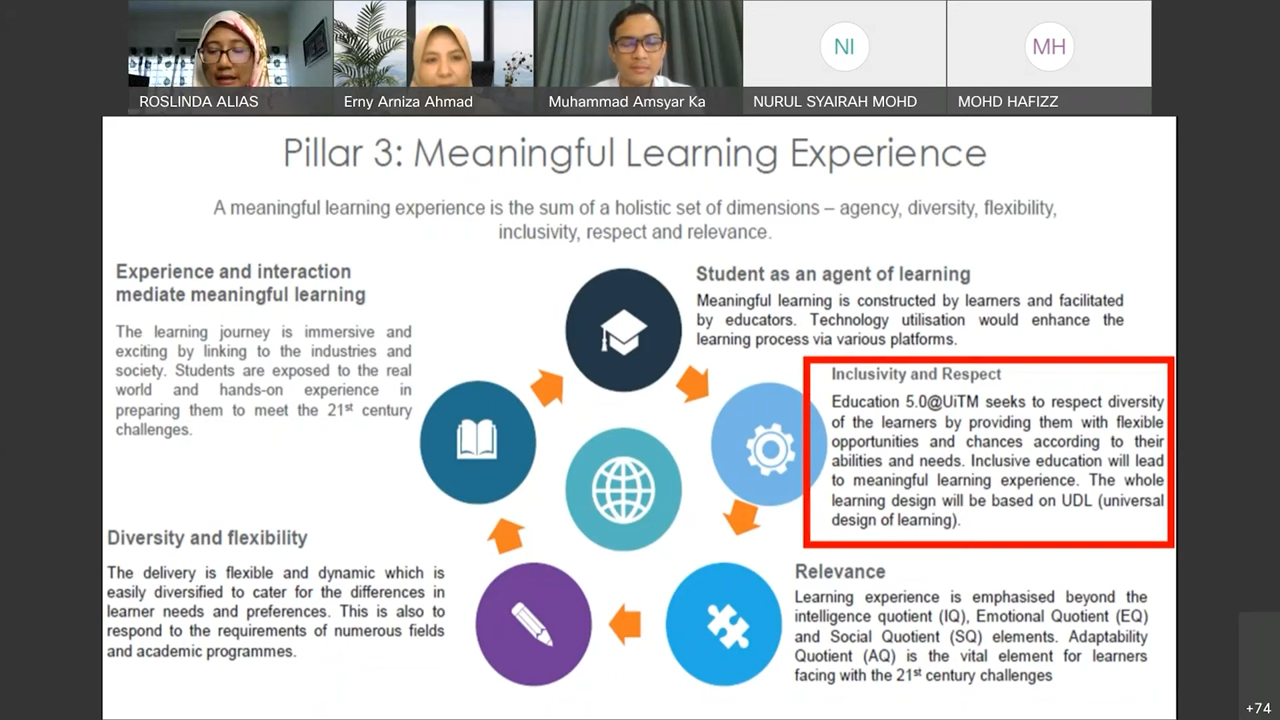 ROSLINDA ALIAS
Erny Arniza Ahmad
Muhammad Amsyar Ka
NI
NURUL SYAIRAH MOHD
MH
MOHD HAFIZZ
Pillar 3: Meaningful Learning Experience
A meaningful learning experience is the sum of a holistic set of dimensions – agency, diversity, flexibility,
inclusivity, respect and relevance.
Experience and interaction
mediate meaningful learning
The learning journey is immersive and
exciting by linking to the industries and
society. Students are exposed to the real
world and hands-on experience in
preparing them to meet the 21st century
challenges.
Student as an agent of learning
Meaningful learning is constructed by learners and facilitated
by educators. Technology utilisation would enhance the
learning process via various platforms.
Inclusivity and Respect
Education 5.0@UiTM seeks to respect diversity
of the learners by providing them with flexible
opportunities and chances according to their
abilities and needs. Inclusive education will lead
to meaningful learning experience. The whole
learning design will be based on UDL (universal
design of learning).
Diversity and flexibility
The delivery is flexible and dynamic which is
easily diversified to cater for the differences in
learner needs and preferences. This is also to
respond to the requirements of numerous fields
and academic programmes.
Relevance
Learning experience is emphasised beyond the
intelligence quotient (IQ), Emotional Quotient (EQ)
and Social Quotient (SQ) elements. Adaptability
Quotient (AQ) is the vital element for learners
facing with the 21st century challenges
+74